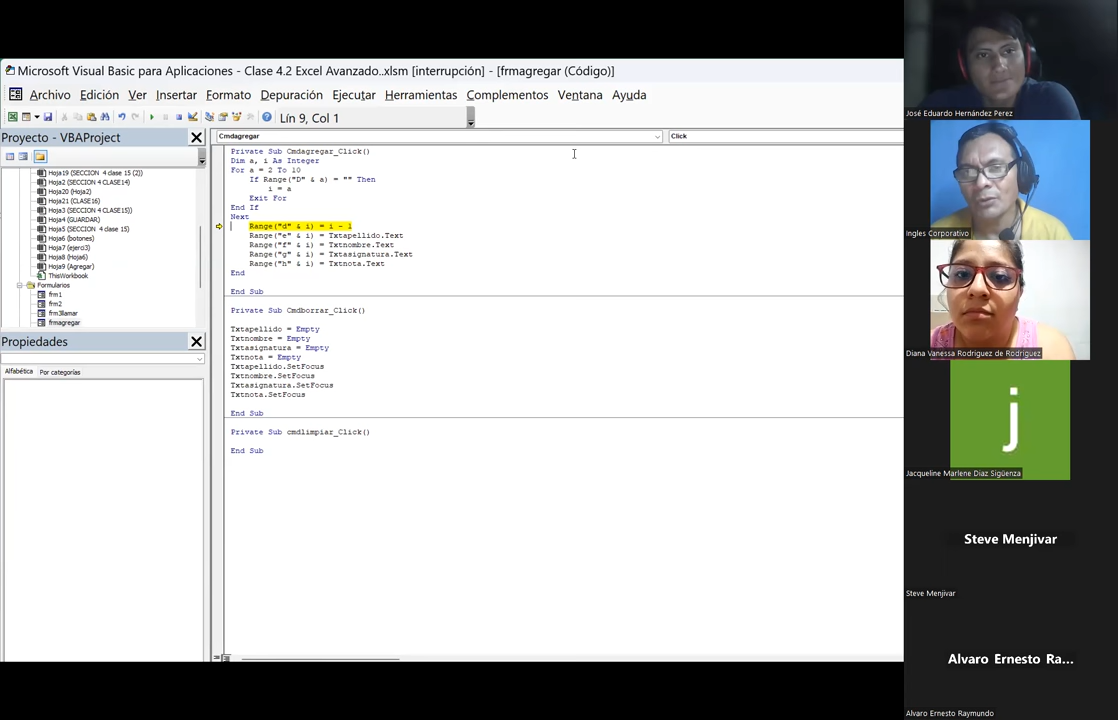 Microsoft Visual Basic para Aplicaciones - Clase 4.2 Excel Avanzado..xlsm [interrupción] - [frmagregar (Código)]
Archivo Edición Ver Insertar Formato Depuración Ejecutar Herramientas Complementos Ventana Ayuda
Lín 9, Col 1
Proyecto - VBAProject
Hoja19 (SECCION 4 clase 15 (2))
Hoja2 (SECCION 4 CLASE14)
Hoja20 (Hoja2)
Hoja21 (CLASE16)
Hoja3 (SECCION 4 CLASE15))
Hoja4 (GUARDAR)
Hoja5 (SECCION 4 clase 15)
Hoja6 (botones)
Hoja7 (ejerci3)
Hoja8 (Hoja6)
Hoja9 (Agregar)
ThisWorkbook
Formularios
frm1
frm2
frm3llamar
frmagregar
Propiedades
Alfabética Por categorías
Cmdagregar Click
Private Sub Cmdagregar_Click()
Dim a, i As Integer
For a = 2 To 10
If Range("D" & a) = "" Then
i = a
Exit For
End If
Next
Range("d" & i) = i - 1
Range("e" & i) = Txtapellido.Text
Range("f" & i) = Txtnombre.Text
Range("g" & i) = Txtasignatura.Text
Range("h" & i) = Txtnota.Text
End
End Sub
Private Sub Cmdborrar_Click()
Txtapellido = Empty
Txtnombre = Empty
Txtasignatura = Empty
Txtnota = Empty
Txtapellido.SetFocus
Txtnombre.SetFocus
Txtasignatura.SetFocus
Txtnota.SetFocus
End Sub
Private Sub cmdlimpiar_Click()
End Sub
José Eduardo Hernández Perez
Ingles Corporativo
Diana Vanessa Rodriguez de Rodriguez
j
Jacqueline Marlene Diaz Sigüenza
Steve Menjivar
Steve Menjivar
Alvaro Ernesto Ra...
Alvaro Ernesto Raymundo